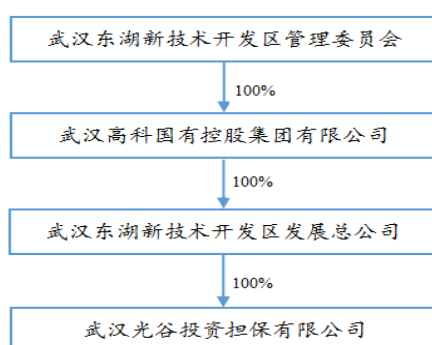 武汉东湖新技术开发区管理委员会
100%
武汉高科国有控股集团有限公司
100%
武汉东湖新技术开发区发展总公司
100%
武汉光谷投资担保有限公司